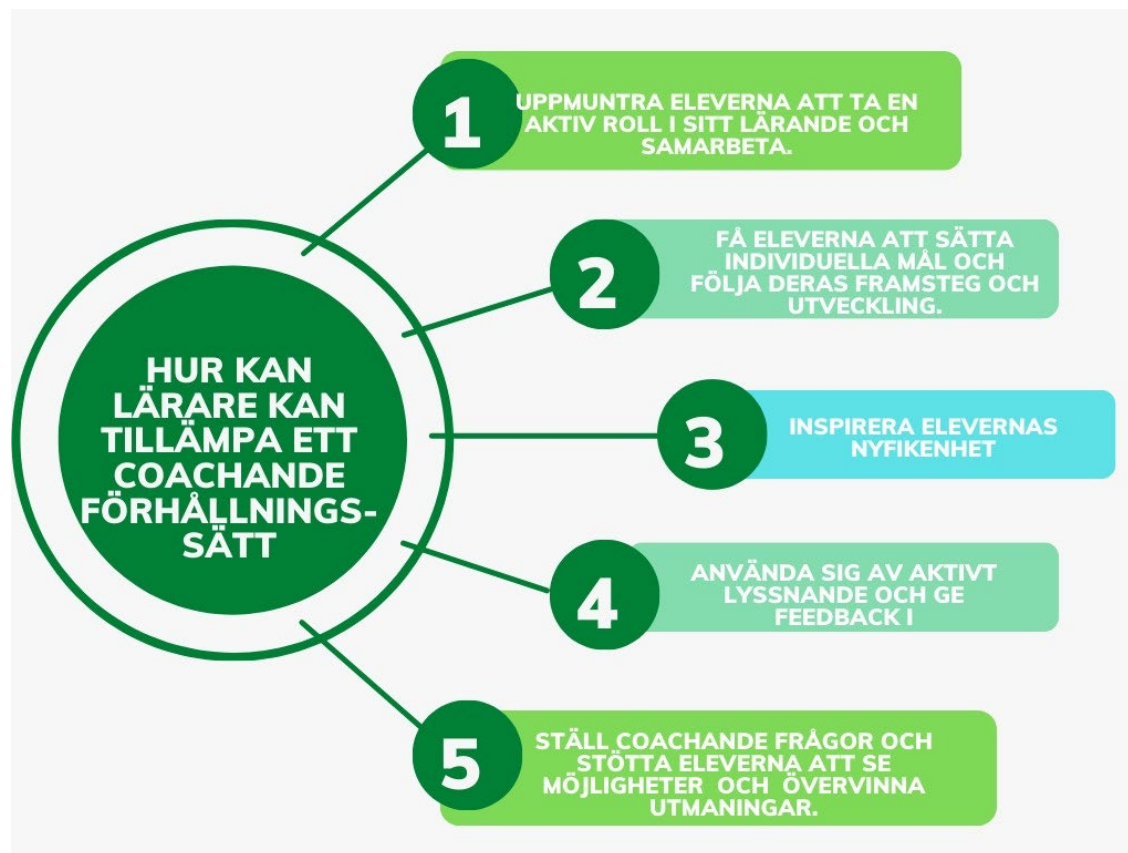 HUR KAN
LÄRARE KAN
TILLÄMPA ETT
COACHANDE
FÖRHÅLLNINGS-
SÄTT
1
UPPMUNTRA ELEVERNA ATT TA EN
AKTIV ROLL I SITT LÄRANDE OCH
SAMARBETA.
2
FÅ ELEVERNA ATT SÄTTA
INDIVIDUELLA MÅL OCH
FÖLJA DERAS FRAMSTEG OCH
UTVECKLING.
3
INSPIRERA ELEVERNAS
NYFIKENHET
4
ANVÄNDA SIG AV AKTIVT
LYSSNANDE OCH GE
FEEDBACK I
5
STÄLL COACHANDE FRÅGOR OCH
STÖTTA ELEVERNA ATT SE
MÖJLIGHETER OCH ÖVERVINNA
UTMANINGAR.